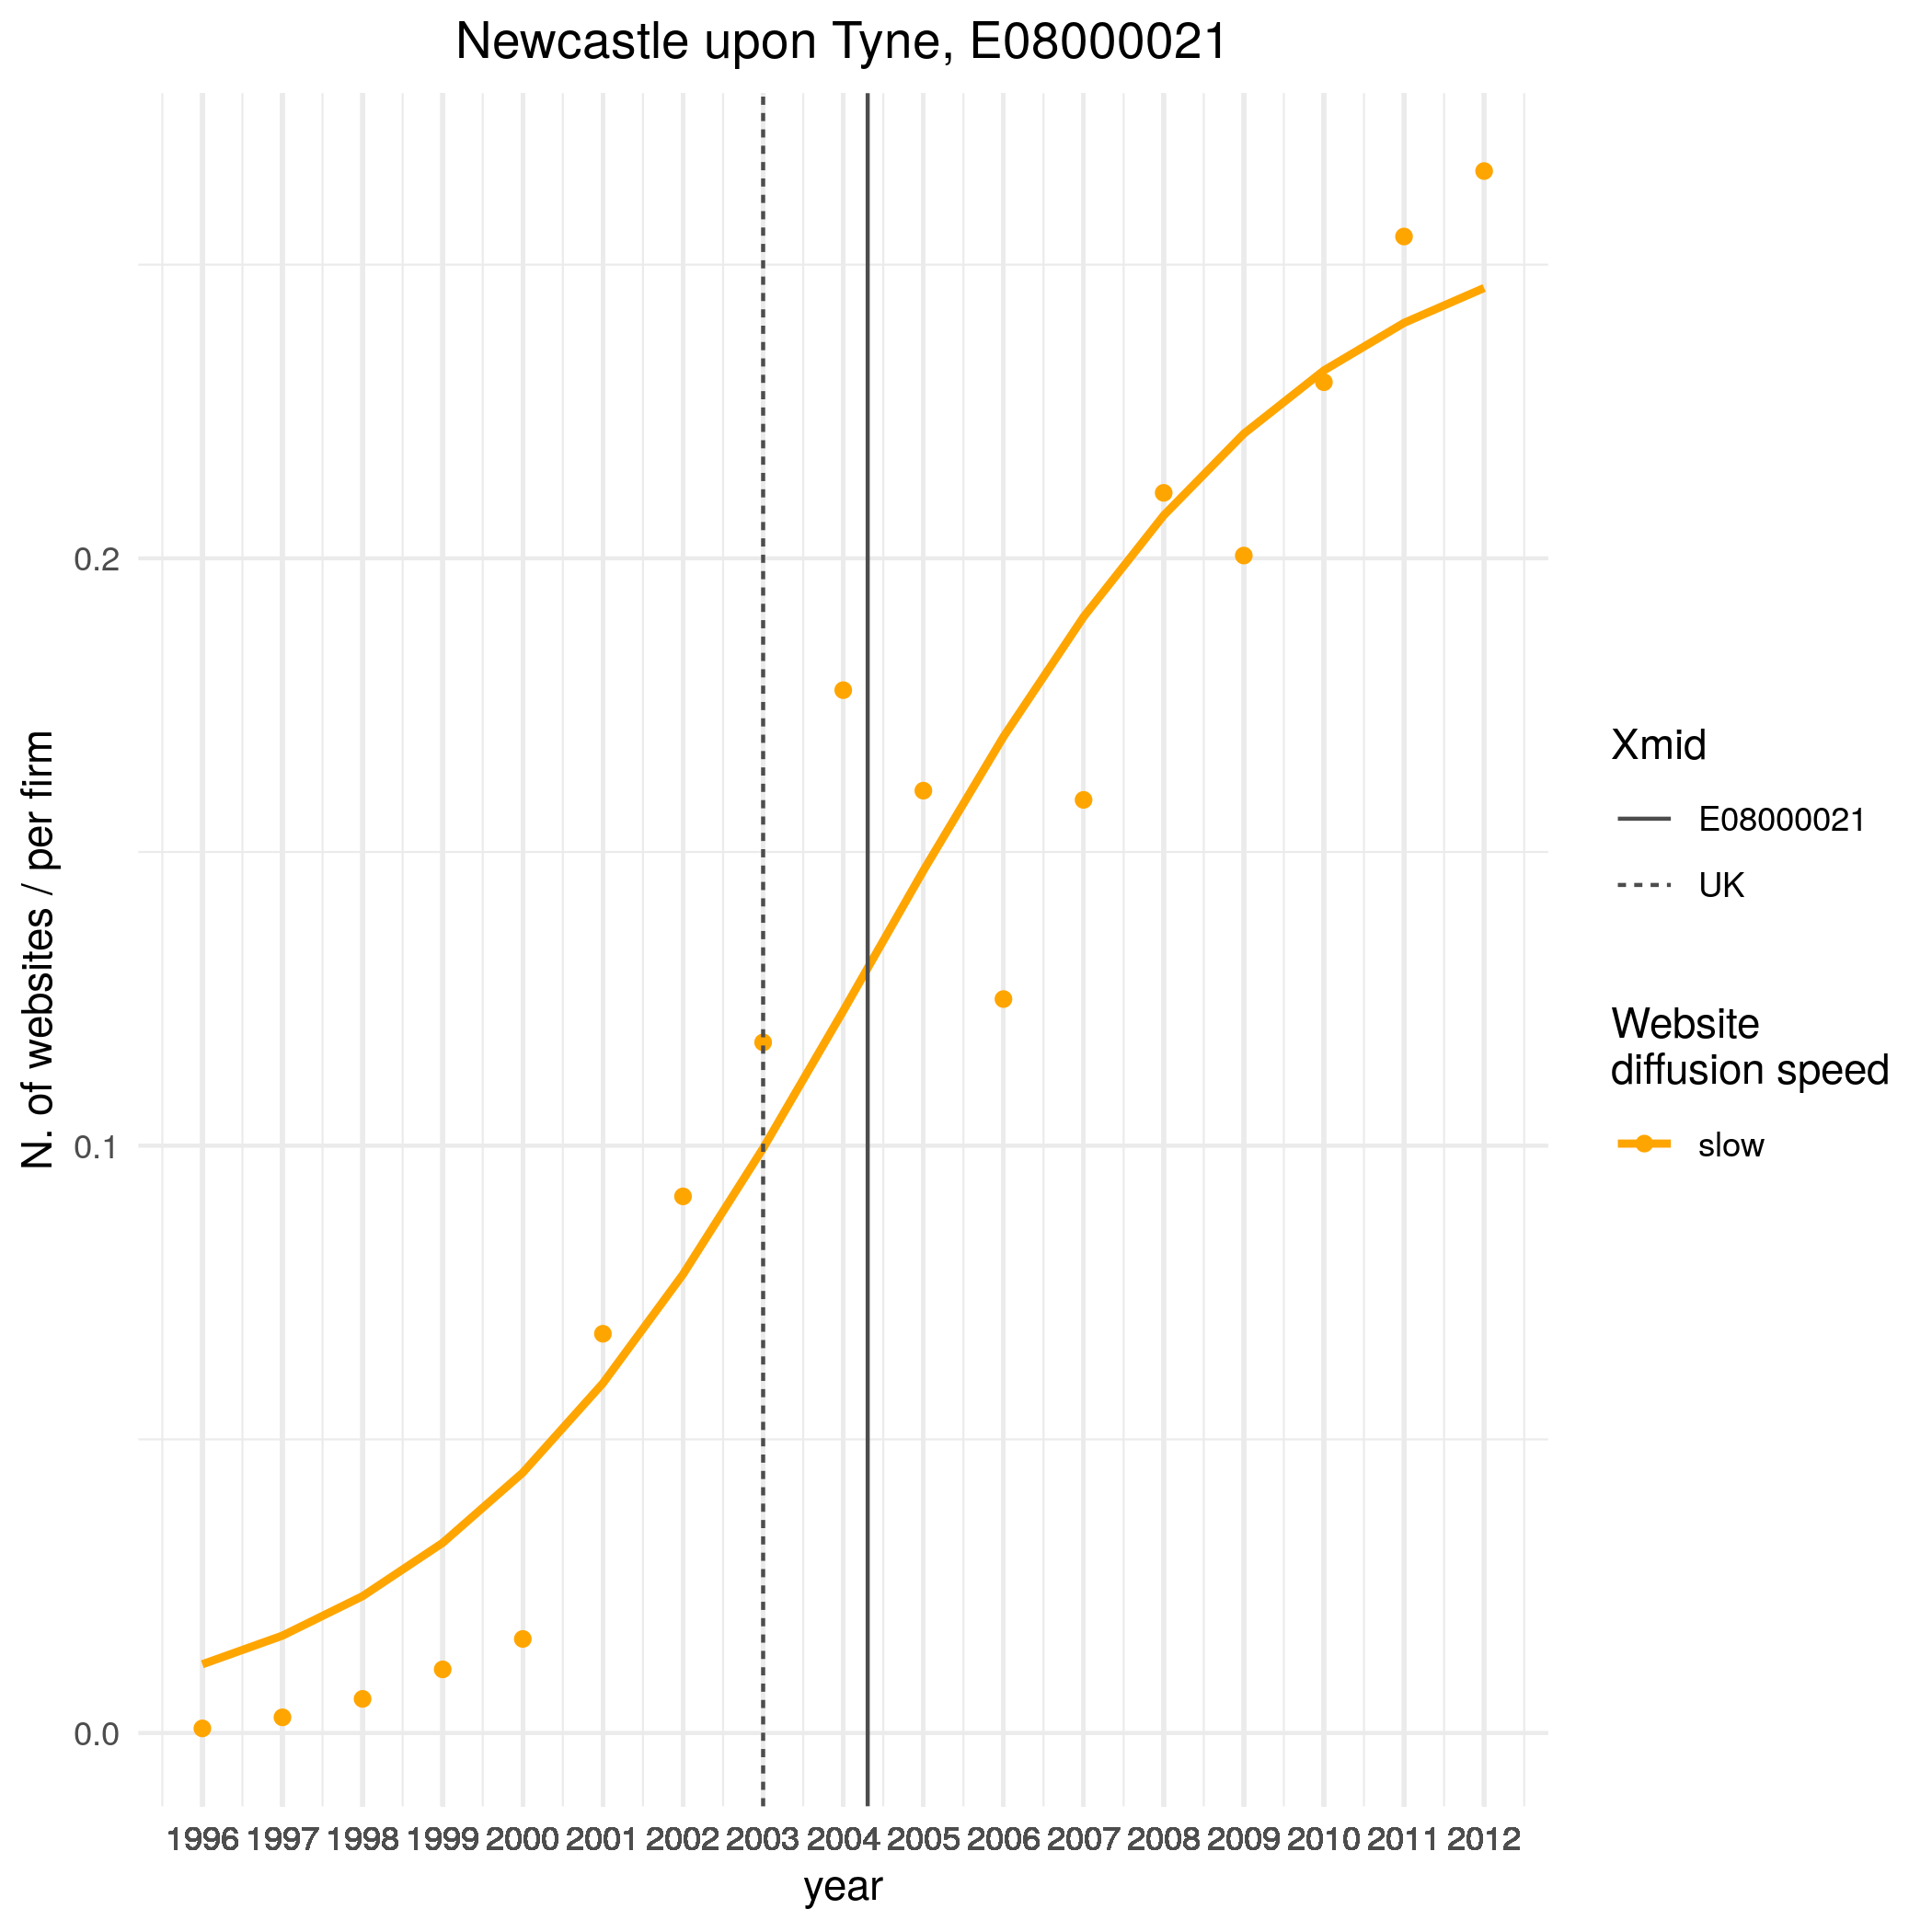 Newcastle upon Tyne, E08000021
N. of websites / per firm
0.2
0.1
0.0
1996 1997 1998 1999 2000 2001 2002 2003 2004 2005 2006 2007 2008 2009 2010 2011 2012
year
Xmid
E08000021
UK
Website
diffusion speed
slow